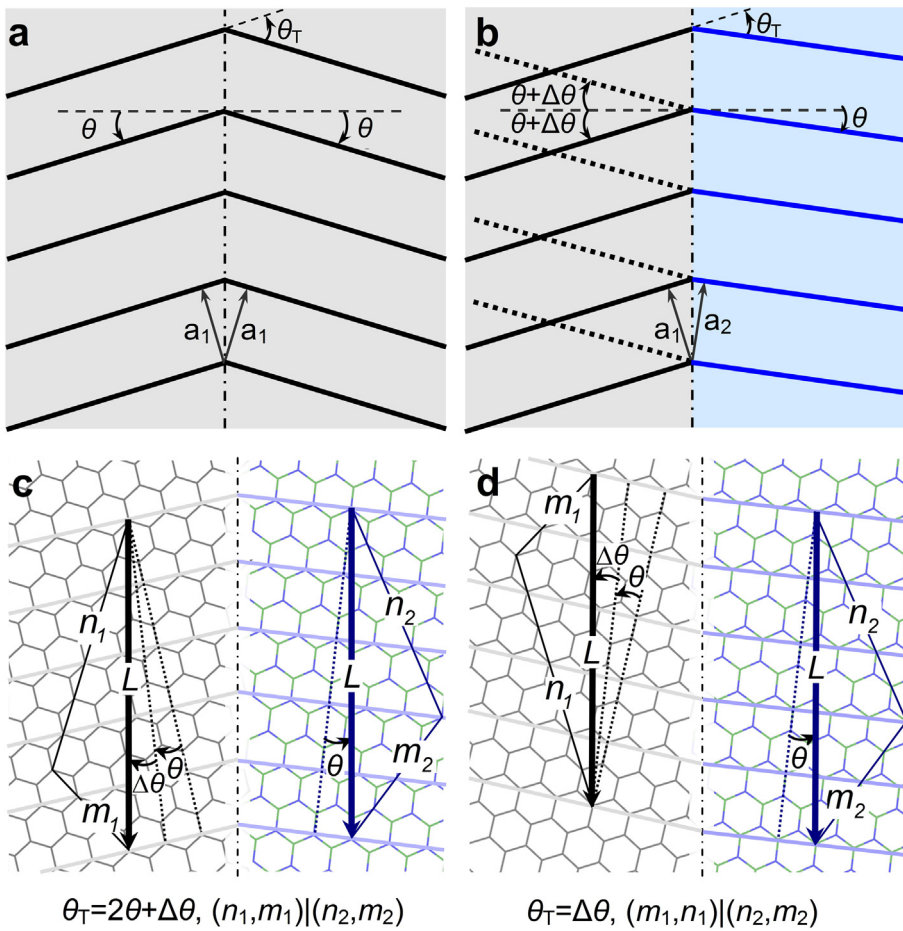 a
θT
θ
θ
a1
a1
b
θT
θ+Δθ
θ+Δθ
θ
a1
a2
c
n1
L
m1
Δθ
θ
n2
L
m2
θ
d
m1
Δθ
θ
L
n1
n2
L
m2
θ
θT=2θ+Δθ, (n1,m1)|(n2,m2)
θT=Δθ, (m1,n1)|(n2,m2)